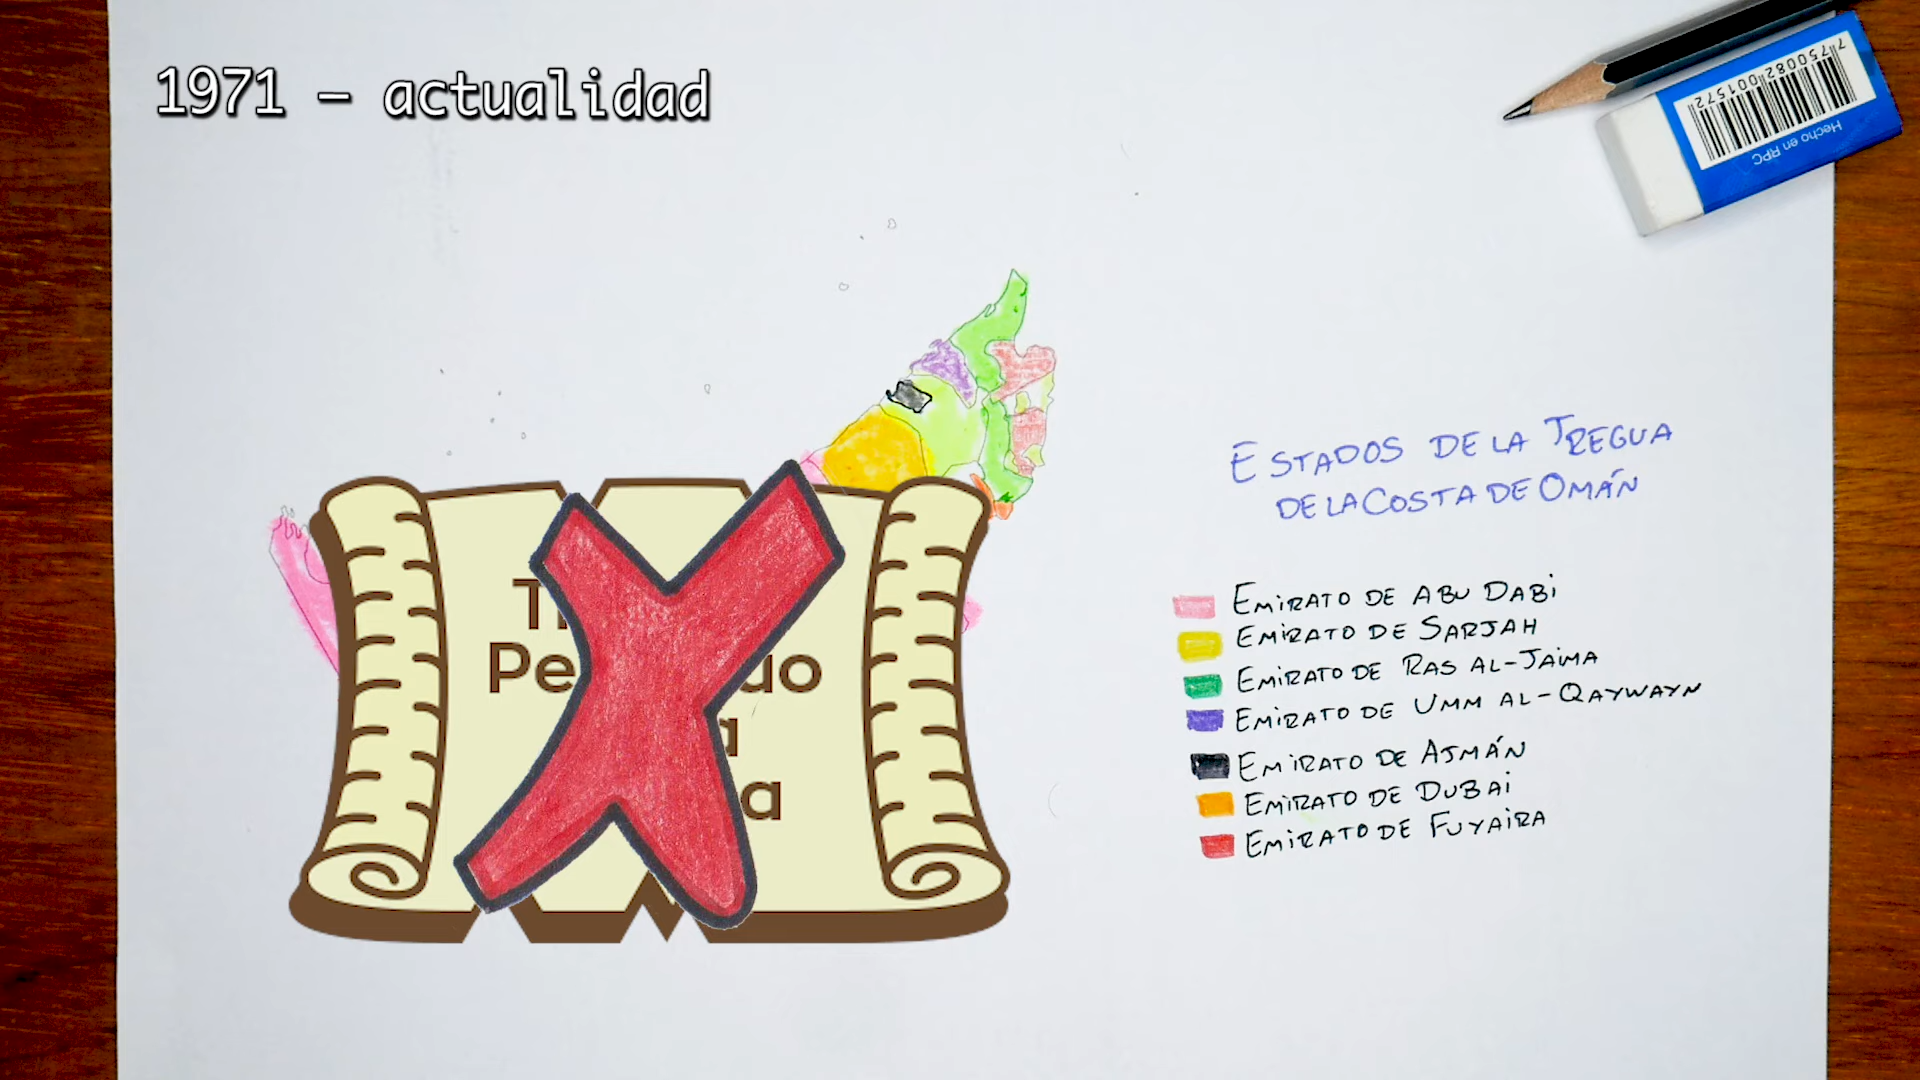 1971 – actualidad
7750082001572
Hecho en RPC
ESTADOS DE LA TREGUA
DE LA COSTA DE OMÁN
EMIRATO DE ABU DABI
EMIRATO DE SARJAH
EMIRATO DE RAS AL-JAIMA
EMIRATO DE UMM AL-QAYWAYN
EMIRATO DE AJMÁN
EMIRATO DE DUBAI
EMIRATO DE FUYAIRA